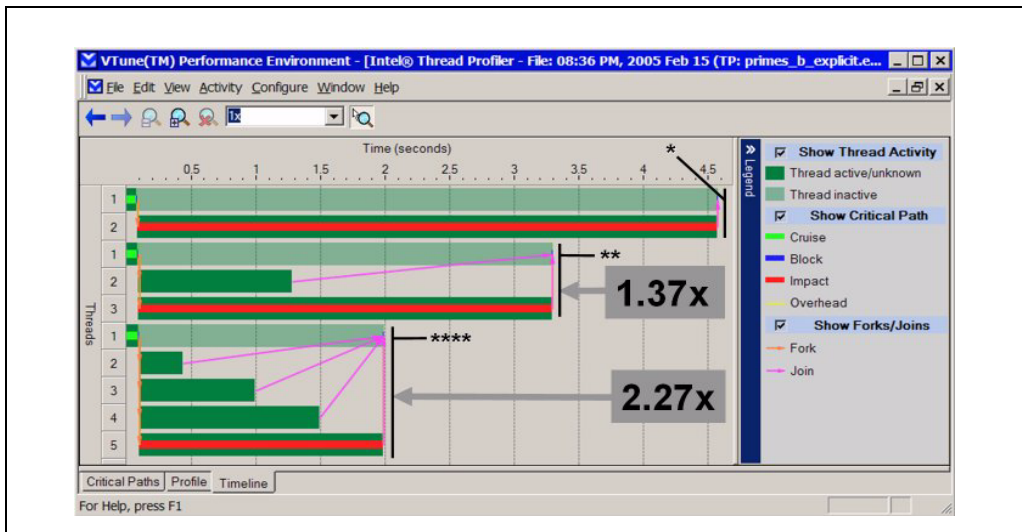 VTune(TM) Performance Environment - [Intel® Thread Profiler - File: 08:36 PM, 2005 Feb 15 (TP: primes_b_explicit.e...
File Edit View Activity Configure Window Help
1x
Time (seconds)
0.5 1 1.5 2 2.5 3 3.5 4 4.5
*
Threads
1
2
1
**
2
3
1.37x
1
****
2
3
4
2.27x
5
Legend
Show Thread Activity
Thread active/unknown
Thread inactive
Show Critical Path
Cruise
Block
Impact
Overhead
Show Forks/Joins
Fork
Join
Critical Paths Profile Timeline
For Help, press F1